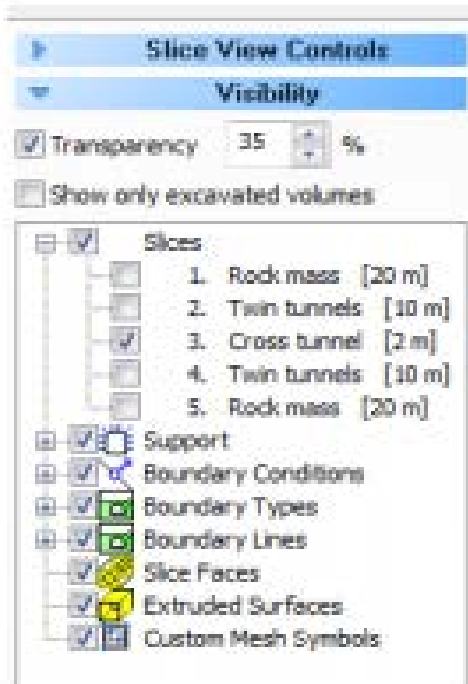 Slice View Controls
Visibility
Transparency 35 %
Show only excavated volumes
Slices
1. Rock mass [20 m]
2. Twin tunnels [10 m]
3. Cross tunnel [2 m]
4. Twin tunnels [10 m]
5. Rock mass [20 m]
Support
Boundary Conditions
Boundary Types
Boundary Lines
Slice Faces
Extruded Surfaces
Custom Mesh Symbols